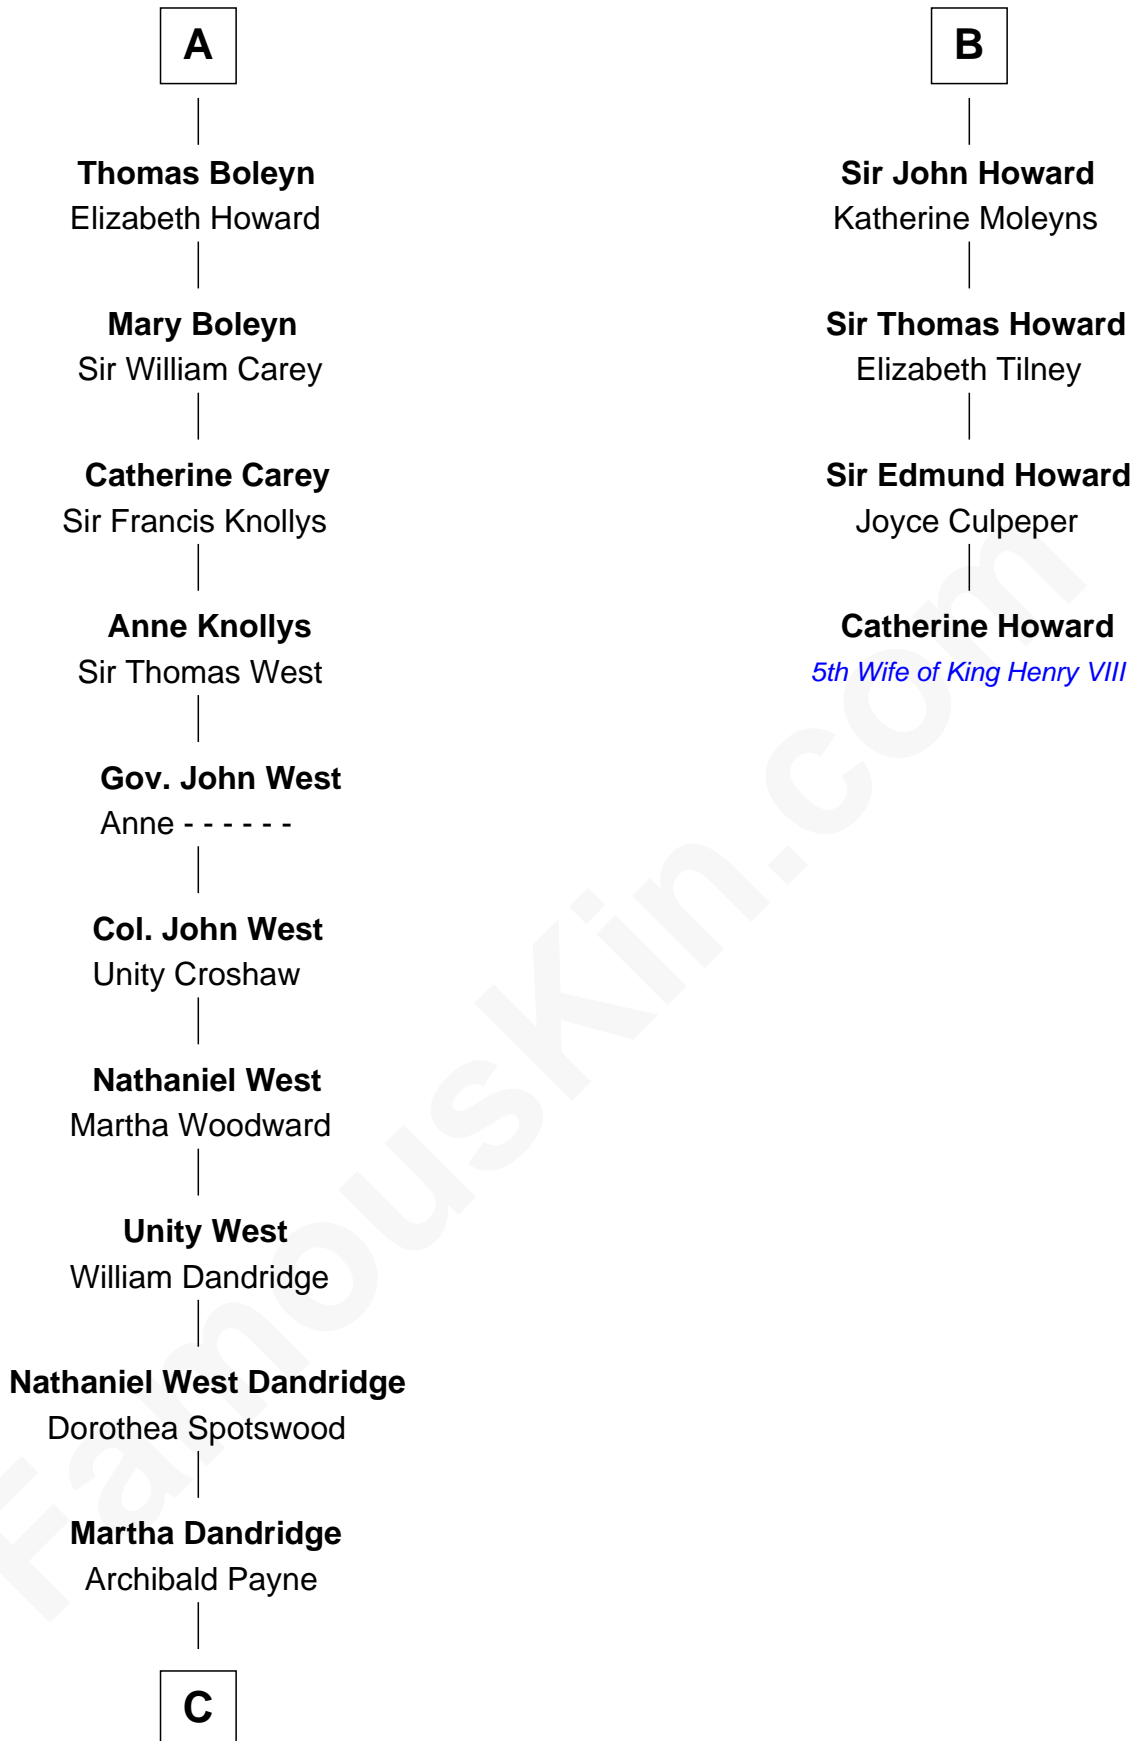 A
Thomas Boleyn
Elizabeth Howard
Mary Boleyn
Sir William Carey
Catherine Carey
Sir Francis Knollys
Anne Knollys
Sir Thomas West
Gov. John West
Anne - - - - - -
Col. John West
Unity Croshaw
Nathaniel West
Martha Woodward
Unity West
William Dandridge
Nathaniel West Dandridge
Dorothea Spotswood
Martha Dandridge
Archibald Payne
C
B
Sir John Howard
Katherine Moleyns
Sir Thomas Howard
Elizabeth Tilney
Sir Edmund Howard
Joyce Culpeper
Catherine Howard
5th Wife of King Henry VIII
FamousKin.com